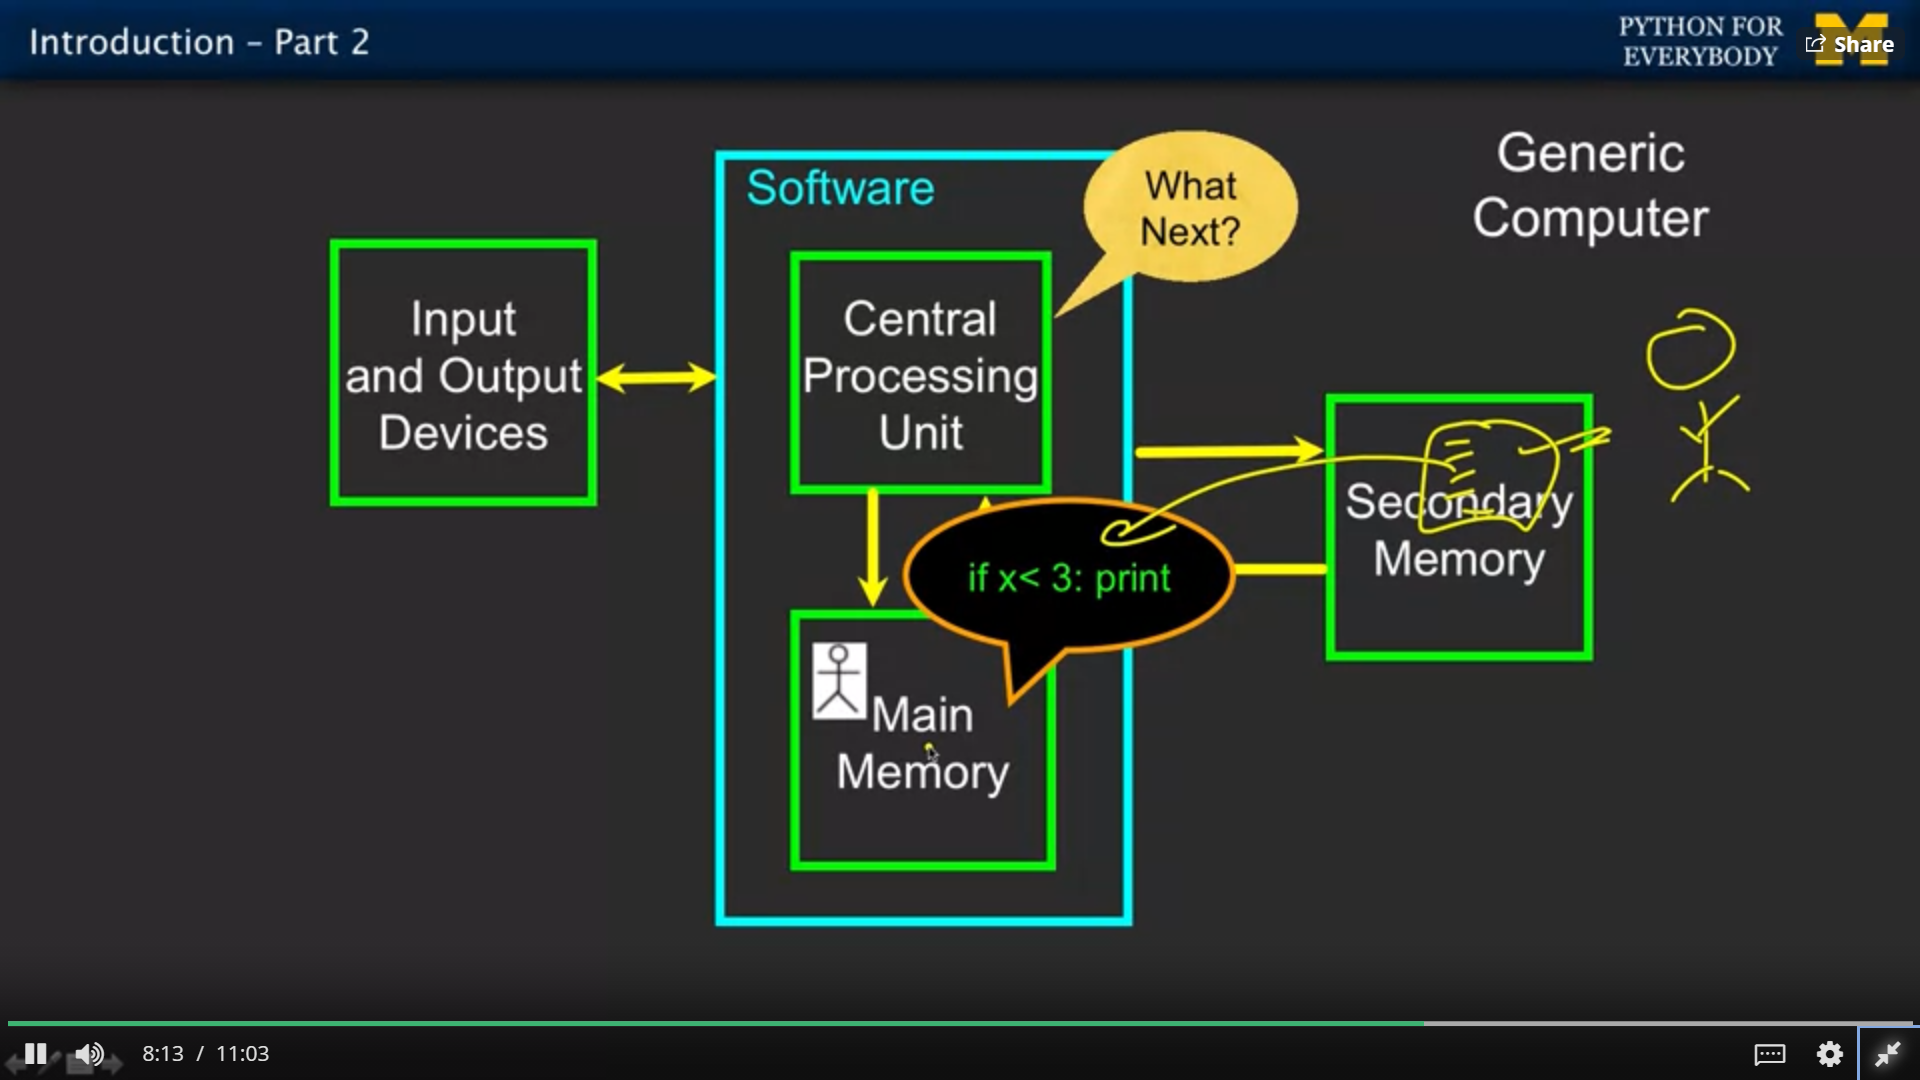 Introduction – Part 2
PYTHON FOR
EVERYBODY
Share
Generic
Computer
Software
What
Next?
Input
and Output
Devices
Central
Processing
Unit
Secondary
Memory
if x< 3: print
Main
Memory
8:13 / 11:03